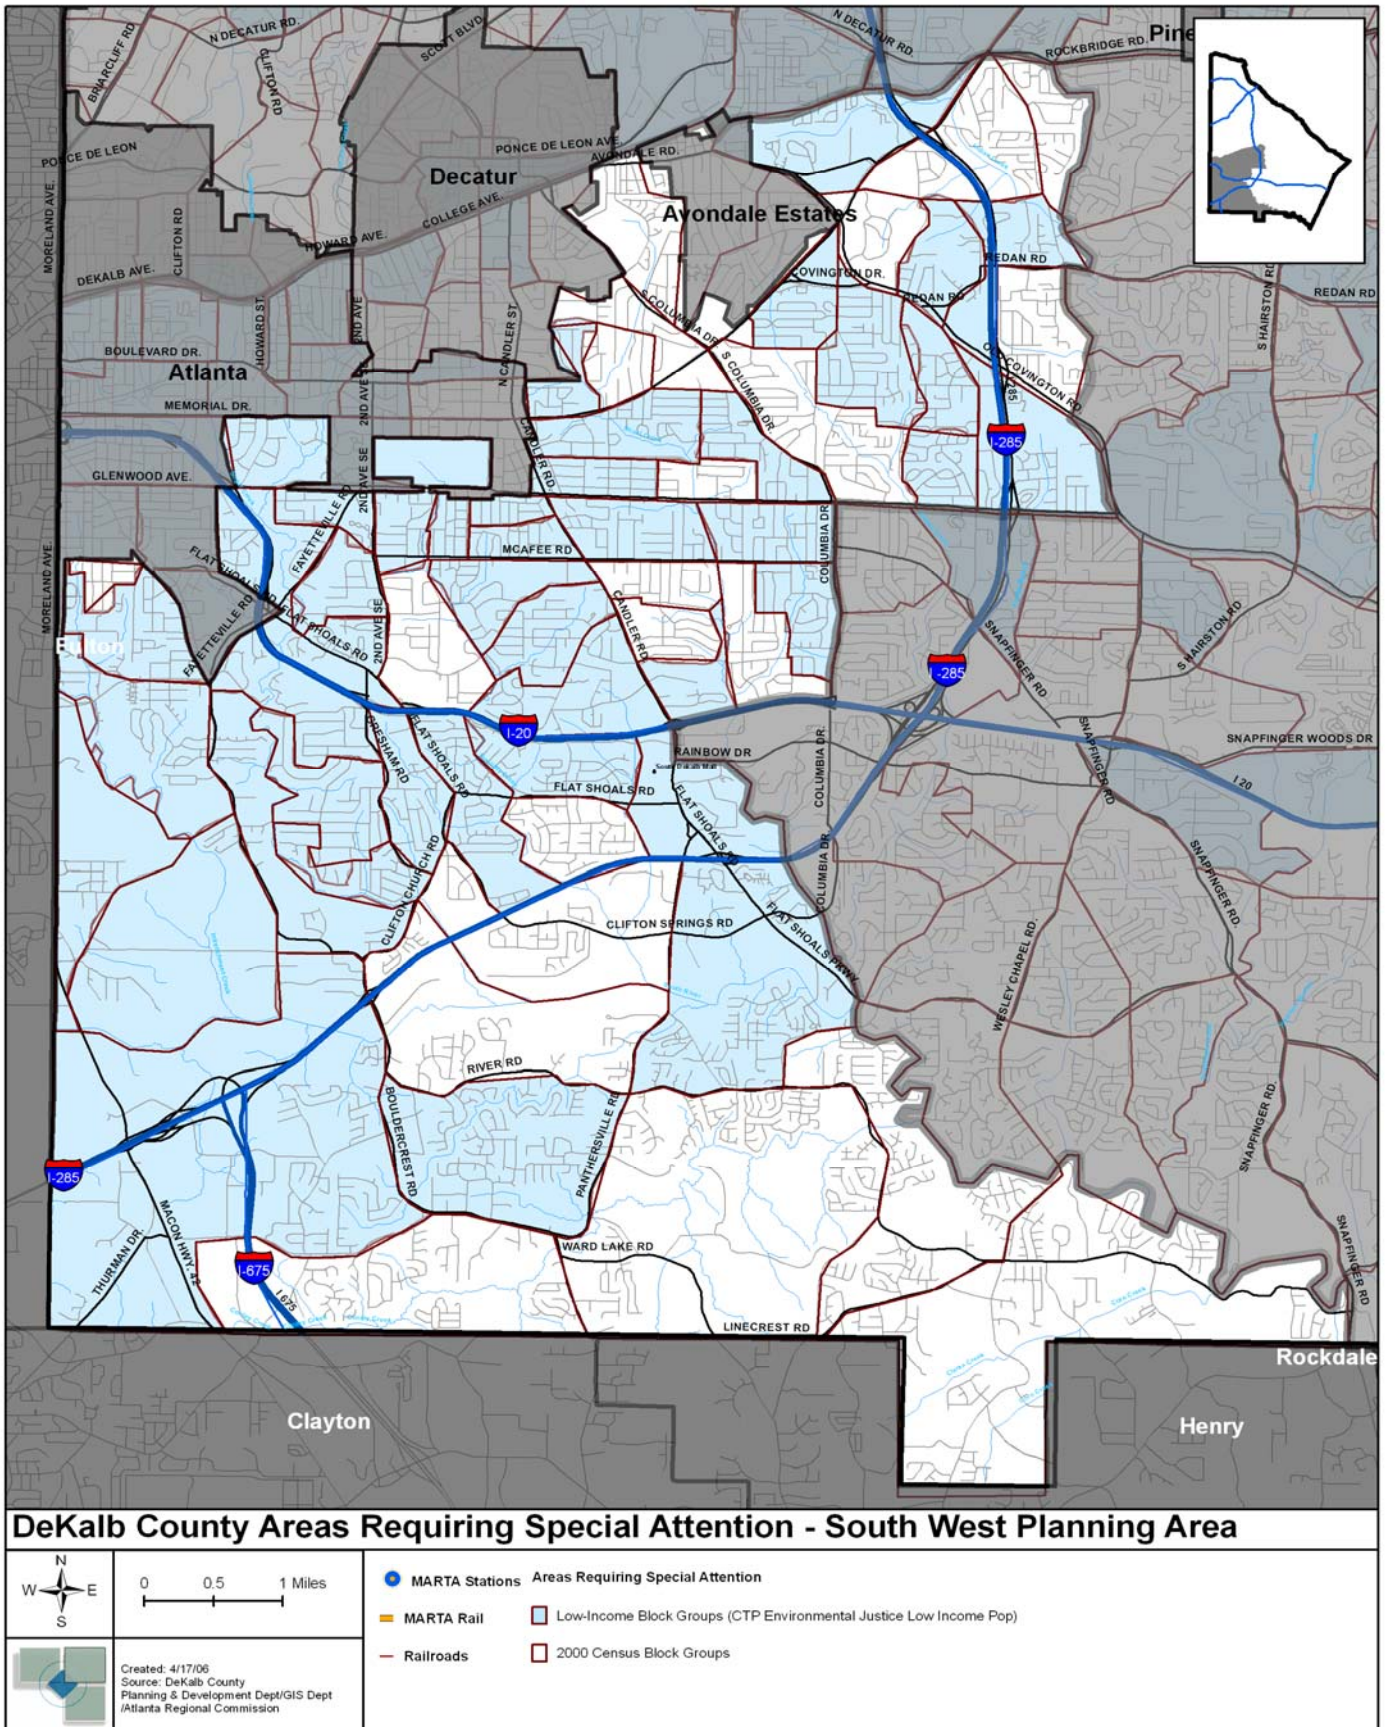 N DECATUR RD.
BRIARCLIFF RD
CLIFTON RD
SCOTT BLVD
N DECATUR RD.
ROCKBRIDGE RD.
Pine
PONCE DE LEON
PONCE DE LEON AVE.
AVONDALE RD.
Decatur
COLLEGE AVE.
Avondale Estates
MORELAND AVE.
CLIFTON RD
HOWARD AVE.
DEKALB AVE.
COVINGTON DR.
REDAN RD
REDAN RD
REDAN RD
S HAIRSTON RD
HOWARD ST.
2ND AVE
N CANDLER ST
S COLUMBIA DR.
S COLUMBIA DR.
OLD COVINGTON RD
I-285
BOULEVARD DR.
Atlanta
2ND AVE SE
MEMORIAL DR.
CANDLER RD
I-285
GLENWOOD AVE.
2ND AVE SE
FAYETTEVILLE RD
COLUMBIA DR
MCAFEE RD
FLAT SHOALS RD
FLAT SHOALS RD
MORELAND AVE.
FAYETTEVILLE RD
2ND AVE SE
CANDLER RD
Fulton
SNAPFINGER RD
S HAIRSTON RD
I-285
I-20
GRESHAM RD
FLAT SHOALS RD
RAINBOW DR
South Dekalb Mall
COLUMBIA DR.
SNAPFINGER RD
SNAPFINGER WOODS DR
I 20
FLAT SHOALS RD
FLAT SHOALS RD
CLIFTON CHURCH RD
COLUMBIA DR.
SNAPFINGER RD.
CLIFTON SPRINGS RD
FLAT SHOALS PKWY
WESLEY CHAPEL RD.
RIVER RD
BOULDERCREST RD
PANTHERSVILLE RD
SNAPFINGER RD.
I-285
MACON HWY. 42
THURMAN DR.
WARD LAKE RD
I-675
I 675
SNAPFINGER RD
LINECREST RD
Rockdale
Clayton
Henry
DeKalb County Areas Requiring Special Attention - South West Planning Area
N
W E
S
0 0.5 1 Miles
MARTA Stations
MARTA Rail
Railroads
Areas Requiring Special Attention
Low-Income Block Groups (CTP Environmental Justice Low Income Pop)
2000 Census Block Groups
Created: 4/17/06
Source: DeKalb County
Planning & Development Dept/GIS Dept
/Atlanta Regional Commission